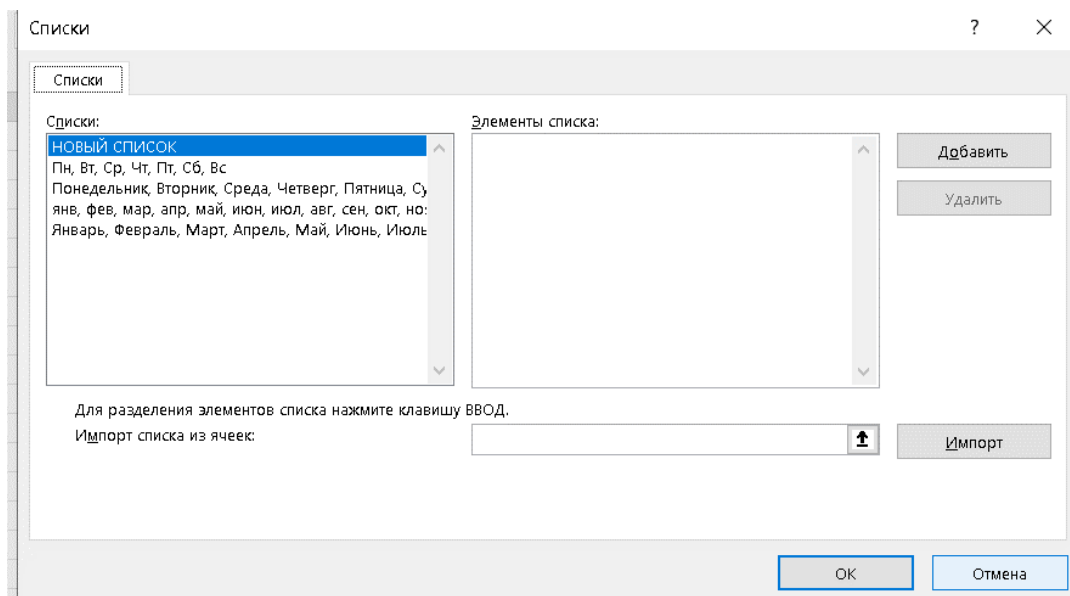 Списки
?
Списки
Списки:
НОВЫЙ СПИСОК
Пн, Вт, Ср, Чт, Пт, Сб, Вс
Понедельник, Вторник, Среда, Четверг, Пятница, Су
янв, фев, мар, апр, май, июн, июл, авг, сен, окт, но
Январь, Февраль, Март, Апрель, Май, Июнь, Июль
Элементы списка:
Добавить
Удалить
Для разделения элементов списка нажмите клавишу ВВОД.
Импорт списка из ячеек:
Импорт
ОК
Отмена